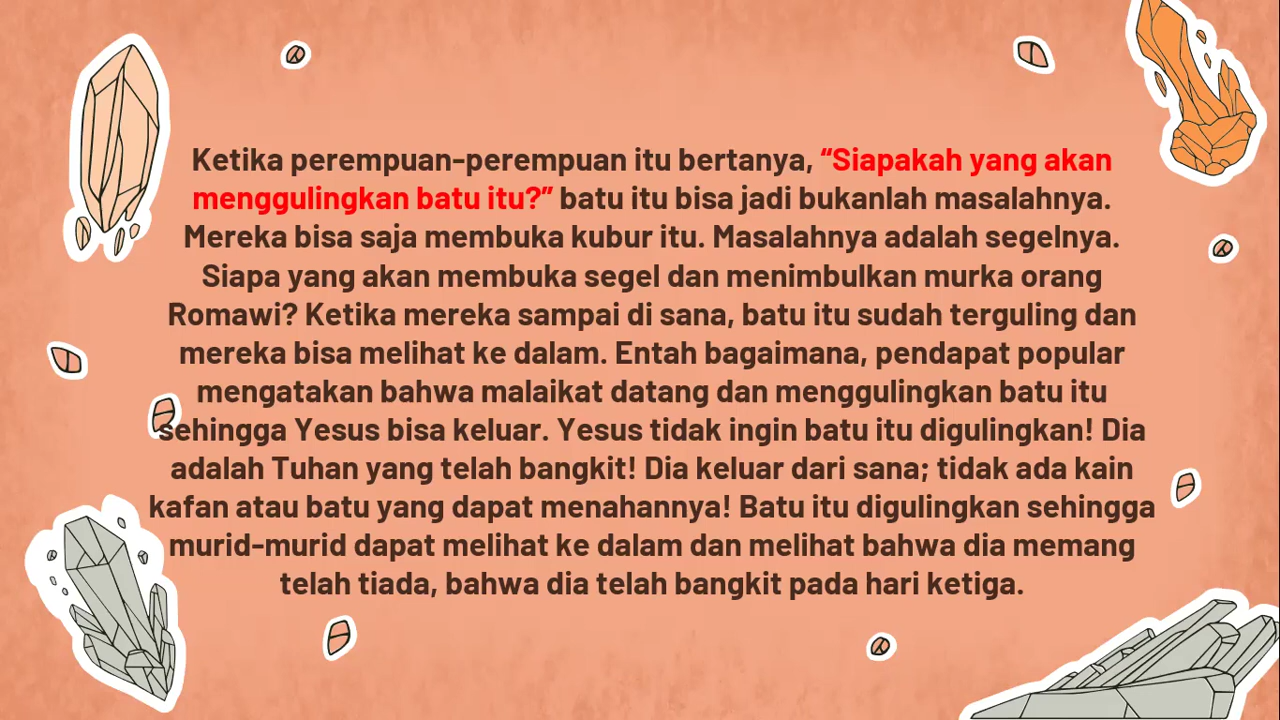 Ketika perempuan-perempuan itu bertanya, “Siapakah yang akan
menggulingkan batu itu?” batu itu bisa jadi bukanlah masalahnya.
Mereka bisa saja membuka kubur itu. Masalahnya adalah segelnya.
Siapa yang akan membuka segel dan menimbulkan murka orang
Romawi? Ketika mereka sampai di sana, batu itu sudah terguling dan
mereka bisa melihat ke dalam. Entah bagaimana, pendapat popular
mengatakan bahwa malaikat datang dan menggulingkan batu itu
sehingga Yesus bisa keluar. Yesus tidak ingin batu itu digulingkan! Dia
adalah Tuhan yang telah bangkit! Dia keluar dari sana; tidak ada kain
kafan atau batu yang dapat menahannya! Batu itu digulingkan sehingga
murid-murid dapat melihat ke dalam dan melihat bahwa dia memang
telah tiada, bahwa dia telah bangkit pada hari ketiga.